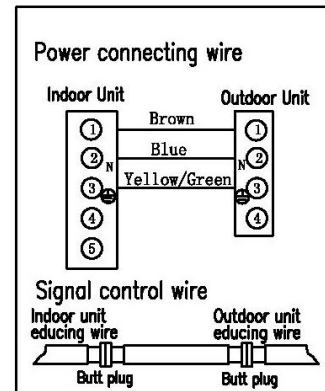 Power connecting wire
Indoor Unit Outdoor Unit
1 Brown 1
2 N Blue N 2
3 Yellow/Green 3
4 4
5
Signal control wire
Indoor unit Outdoor unit
educing wire educing wire
Butt plug Butt plug